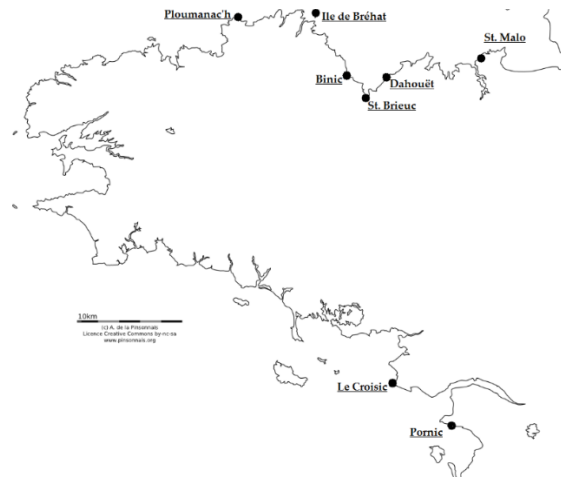 Ploumanac'h
Ile de Bréhat
St. Malo
Binic
Dahouët
St. Brieuc
10km
(c) A. de la Pinsonnais
Licence Creative Commons by-nc-sa
www.pinsonnais.org
Le Croisic
Pornic